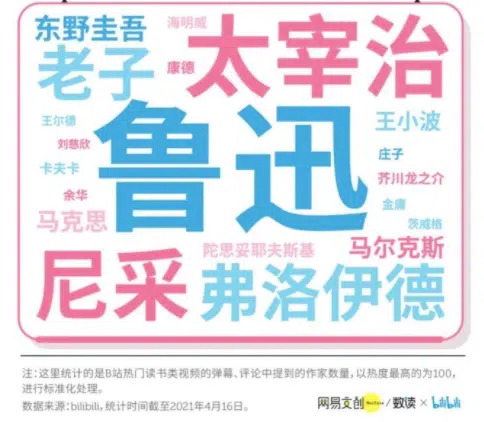 东野圭吾
海明威
太宰治
老子
康德
王尔德
鲁迅
王小波
刘慈欣
庄子
卡夫卡
芥川龙之介
余华
金庸
马克思
茨威格
陀思妥耶夫斯基
马尔克斯
尼采
弗洛伊德
注：这里统计的是B站热门读书类视频的弹幕、评论中提到的作家数量，以热度最高的为100，
进行标准化处理。
数据来源：bilibili，统计时间截至2021年4月16日。
网易文创 / 数读 × bilibili